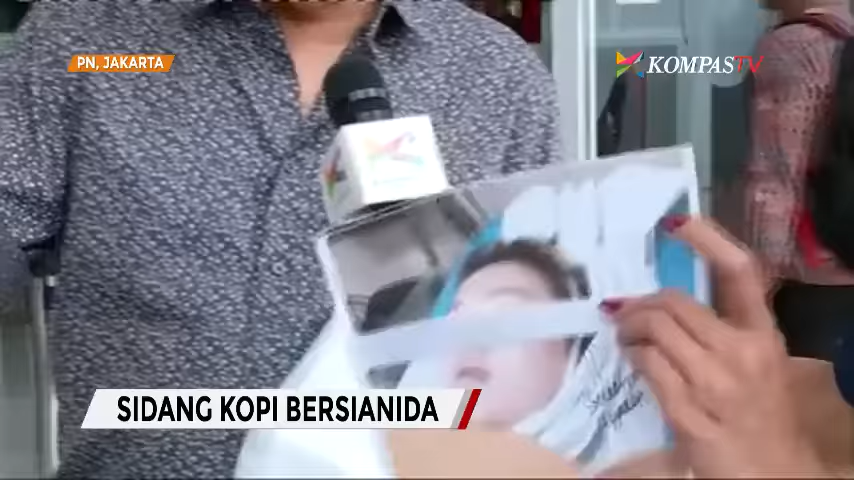 PN, JAKARTA
KOMPASTV
SIDANG KOPI BERSIANIDA